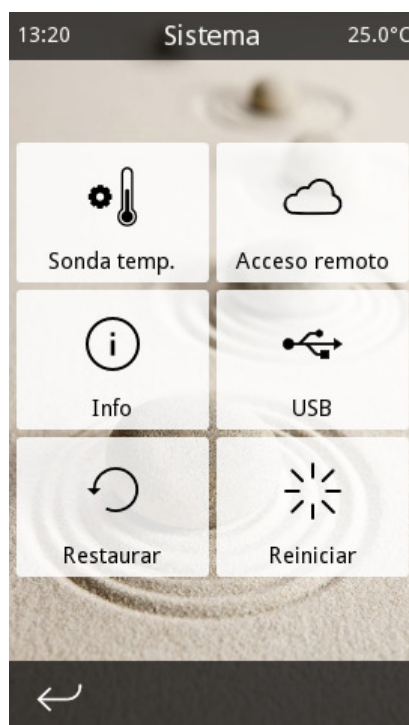 13:20 Sistema 25.0°C
Sonda temp. Acceso remoto
Info USB
Restaurar Reiniciar